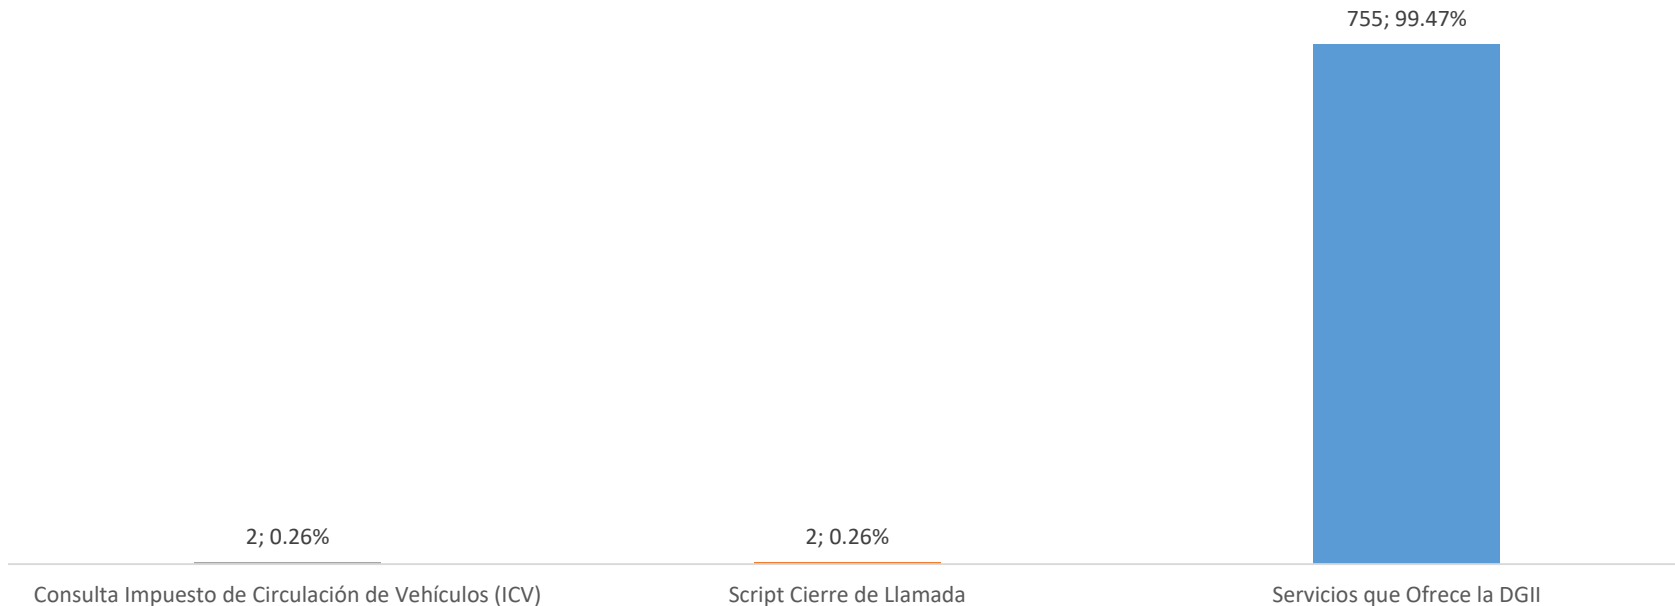 755; 99.47%
2; 0.26%
2; 0.26%
Consulta Impuesto de Circulación de Vehículos (ICV)
Script Cierre de Llamada
Servicios que Ofrece la DGII